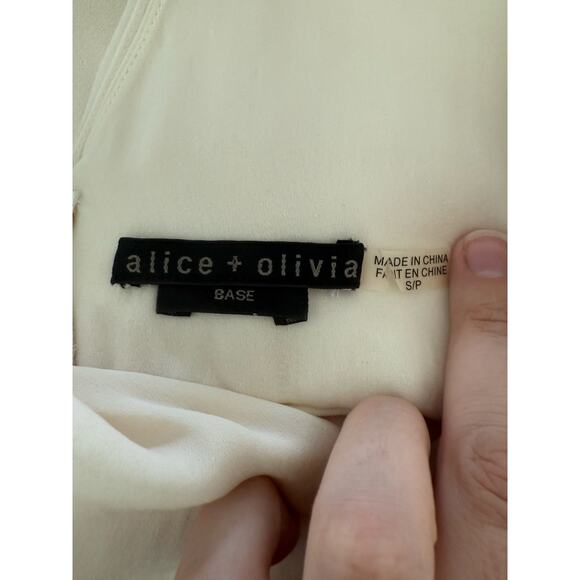 alice + olivia
BASE
MADE IN CHINA
FAIT EN CHINE
S/P